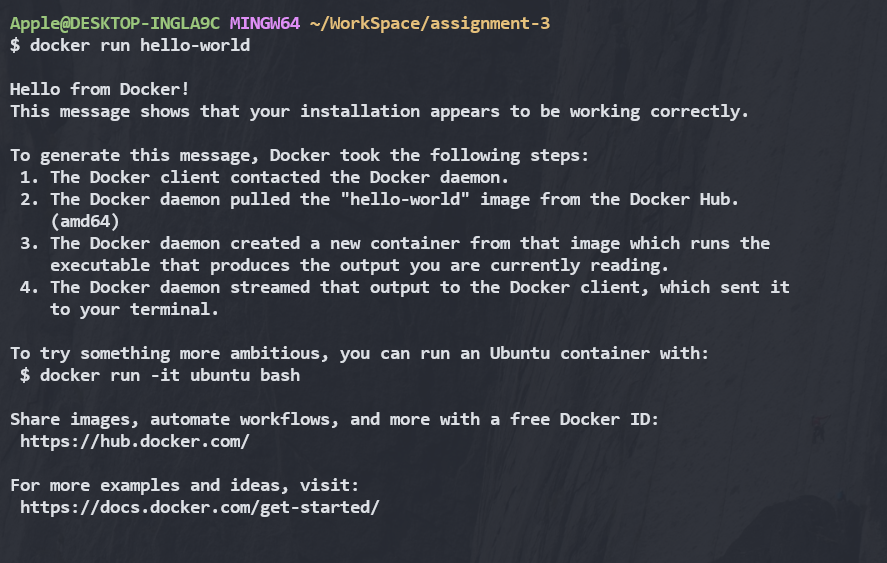 Apple@DESKTOP-INGLA9C MINGW64 ~/WorkSpace/assignment-3
$ docker run hello-world
Hello from Docker!
This message shows that your installation appears to be working correctly.
To generate this message, Docker took the following steps:
1. The Docker client contacted the Docker daemon.
2. The Docker daemon pulled the "hello-world" image from the Docker Hub.
(amd64)
3. The Docker daemon created a new container from that image which runs the
executable that produces the output you are currently reading.
4. The Docker daemon streamed that output to the Docker client, which sent it
to your terminal.
To try something more ambitious, you can run an Ubuntu container with:
$ docker run -it ubuntu bash
Share images, automate workflows, and more with a free Docker ID:
https://hub.docker.com/
For more examples and ideas, visit:
https://docs.docker.com/get-started/